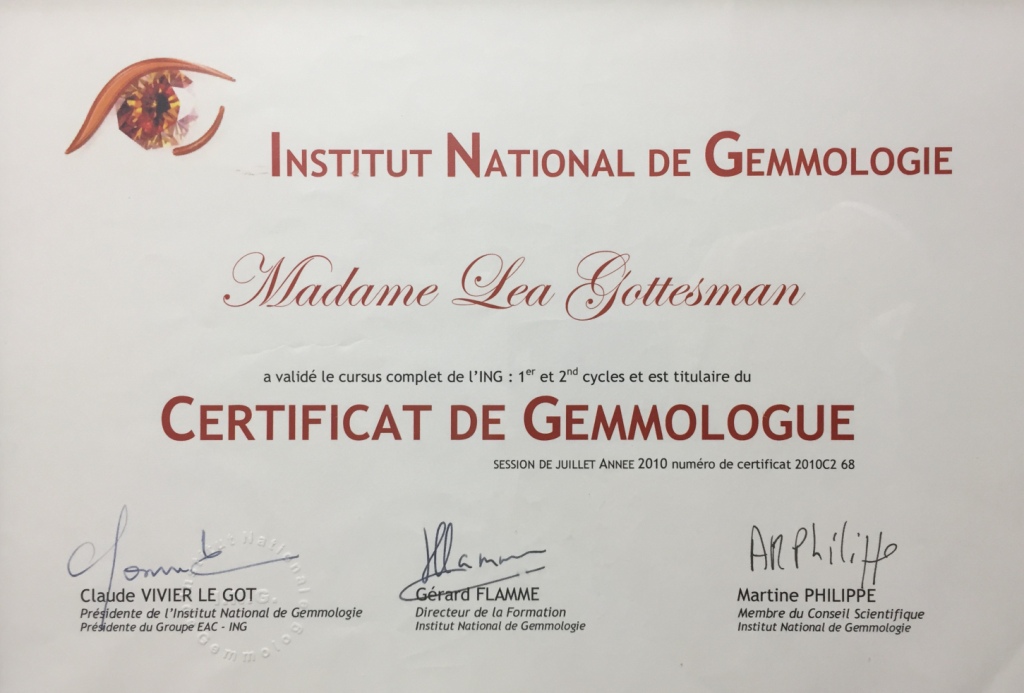 INSTITUT NATIONAL DE GEMMOLOGIE
Madame Lea Gottesman
a validé le cursus complet de l'ING : 1er et 2nd cycles et est titulaire du
CERTIFICAT DE GEMMOLOGUE
SESSION DE JUILLET ANNEE 2010 numéro de certificat 2010C2 68
Claude VIVIER LE GOT
Présidente de l'Institut National de Gemmologie
Présidente du Groupe EAC - ING
Gérard FLAMME
Directeur de la Formation
Institut National de Gemmologie
Martine PHILIPPE
Membre du Conseil Scientifique
Institut National de Gemmologie